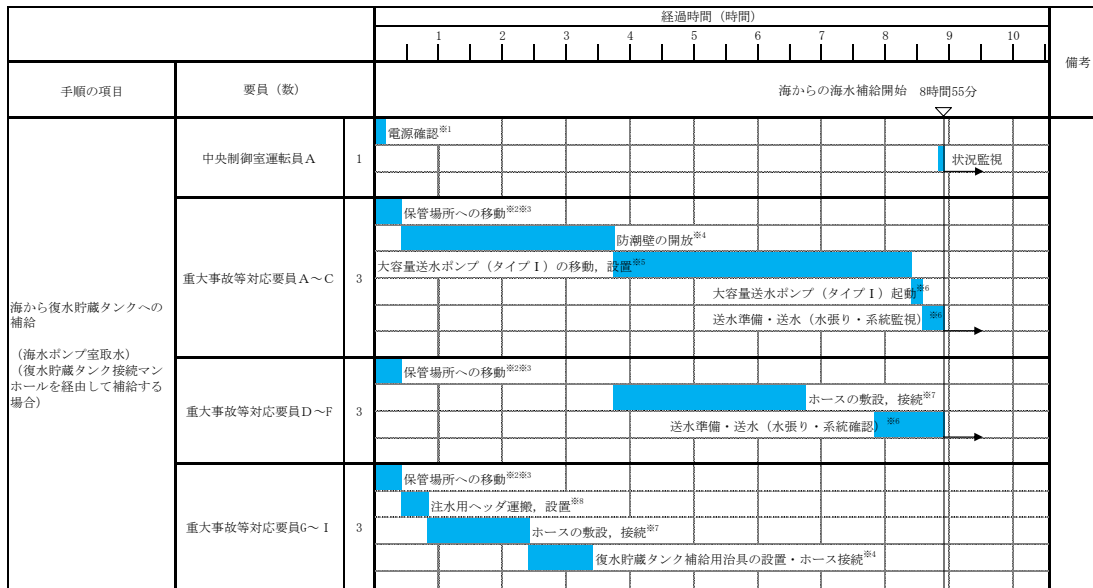 経過時間（時間）
備考
1 2 3 4 5 6 7 8 9 10
手順の項目
要員（数）
海からの海水補給開始 8時間55分
海から復水貯蔵タンクへの
補給
（海水ポンプ室取水）
（復水貯蔵タンク接続マン
ホールを経由して補給する
場合）
中央制御室運転員Ａ
1
電源確認※1
状況監視
重大事故等対応要員Ａ～Ｃ
3
保管場所への移動※2※3
防潮壁の開放※4
大容量送水ポンプ（タイプⅠ）の移動，設置※5
大容量送水ポンプ（タイプⅠ）起動※6
送水準備・送水（水張り・系統監視）※6
重大事故等対応要員Ｄ～F
3
保管場所への移動※2※3
ホースの敷設，接続※7
送水準備・送水（水張り・系統確認）※6
重大事故等対応要員G～Ｉ
3
保管場所への移動※2※3
注水用ヘッダ運搬，設置※8
ホースの敷設，接続※7
復水貯蔵タンク補給用治具の設置・ホース接続※4